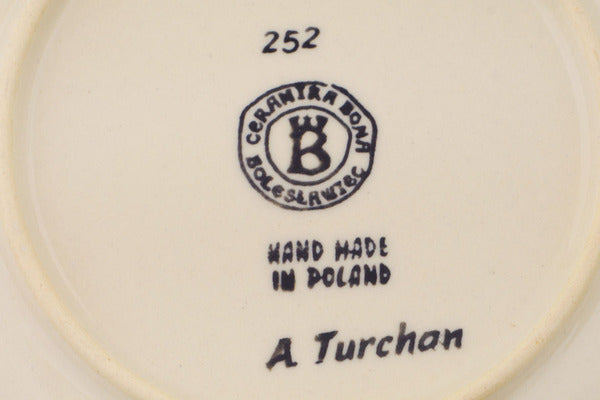 252
CERAMIKA BONA
B
BOLESŁAWIEC
HAND MADE
IN POLAND
A Turchan